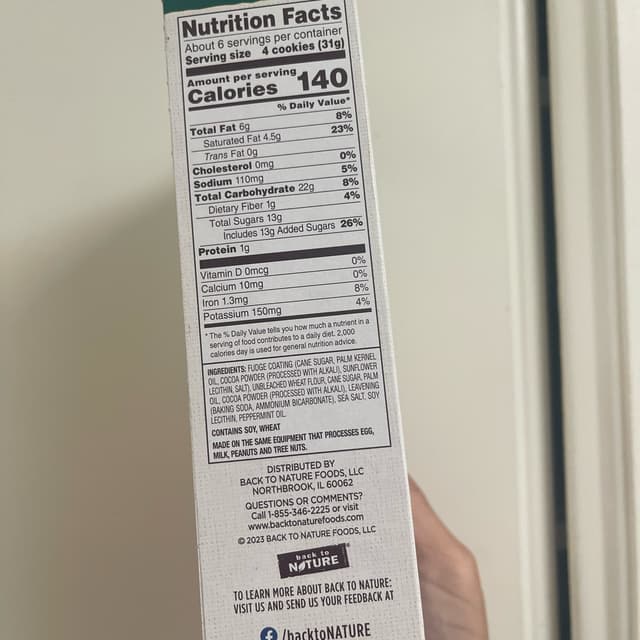 Nutrition Facts
About 6 servings per container
Serving size 4 cookies (31g)
Amount per serving
Calories 140
% Daily Value*
Total Fat 6g 8%
Saturated Fat 4.5g 23%
Trans Fat 0g
Cholesterol 0mg 0%
Sodium 110mg 5%
Total Carbohydrate 22g 8%
Dietary Fiber 1g 4%
Total Sugars 13g
Includes 13g Added Sugars 26%
Protein 1g
Vitamin D 0mcg 0%
Calcium 10mg 0%
Iron 1.3mg 8%
Potassium 150mg 4%
* The % Daily Value tells you how much a nutrient in a
serving of food contributes to a daily diet. 2,000
calories day is used for general nutrition advice.
INGREDIENTS: FUDGE COATING (CANE SUGAR, PALM KERNEL
OIL, COCOA POWDER (PROCESSED WITH ALKALI), SUNFLOWER
LECITHIN, SALT), UNBLEACHED WHEAT FLOUR, CANE SUGAR, PALM
OIL, COCOA POWDER (PROCESSED WITH ALKALI), LEAVENING
(BAKING SODA, AMMONIUM BICARBONATE), SEA SALT, SOY
LECITHIN, PEPPERMINT OIL.
CONTAINS SOY, WHEAT
MADE ON THE SAME EQUIPMENT THAT PROCESSES EGG,
MILK, PEANUTS AND TREE NUTS.
DISTRIBUTED BY
BACK TO NATURE FOODS, LLC
NORTHBROOK, IL 60062
QUESTIONS OR COMMENTS?
Call 1-855-346-2225 or visit
www.backtonaturefoods.com
© 2023 BACK TO NATURE FOODS, LLC
back to
NATURE
TO LEARN MORE ABOUT BACK TO NATURE:
VISIT US AND SEND US YOUR FEEDBACK AT
/backtoNATURE